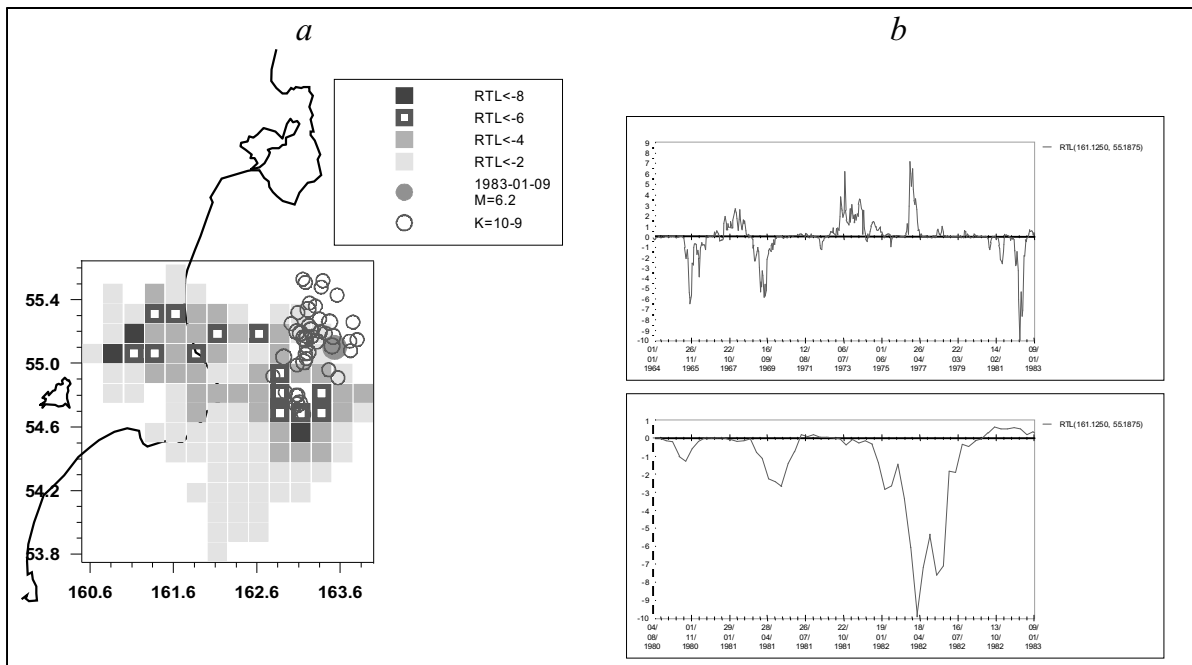 a
b
RTL<-8
RTL<-6
RTL<-4
RTL<-2
1983-01-09
M=6.2
K=10-9
55.4
55.0
54.6
54.2
53.8
160.6 161.6 162.6 163.6
9
8
7
6
5
4
3
2
1
0
-1
-2
-3
-4
-5
-6
-7
-8
-9
-10
RTL(161.1250, 55.1875)
01/ 26/ 22/ 16/ 12/ 06/ 01/ 26/ 22/ 14/ 09/
01/ 11/ 10/ 09/ 08/ 07/ 06/ 04/ 03/ 02/ 01/
1964 1965 1967 1969 1971 1973 1975 1977 1979 1981 1983
1
0
-1
-2
-3
-4
-5
-6
-7
-8
-9
-10
RTL(161.1250, 55.1875)
04/ 01/ 29/ 28/ 26/ 22/ 19/ 18/ 16/ 13/ 09/
08/ 11/ 01/ 04/ 07/ 10/ 01/ 04/ 07/ 10/ 01/
1980 1980 1981 1981 1981 1981 1982 1982 1982 1982 1983